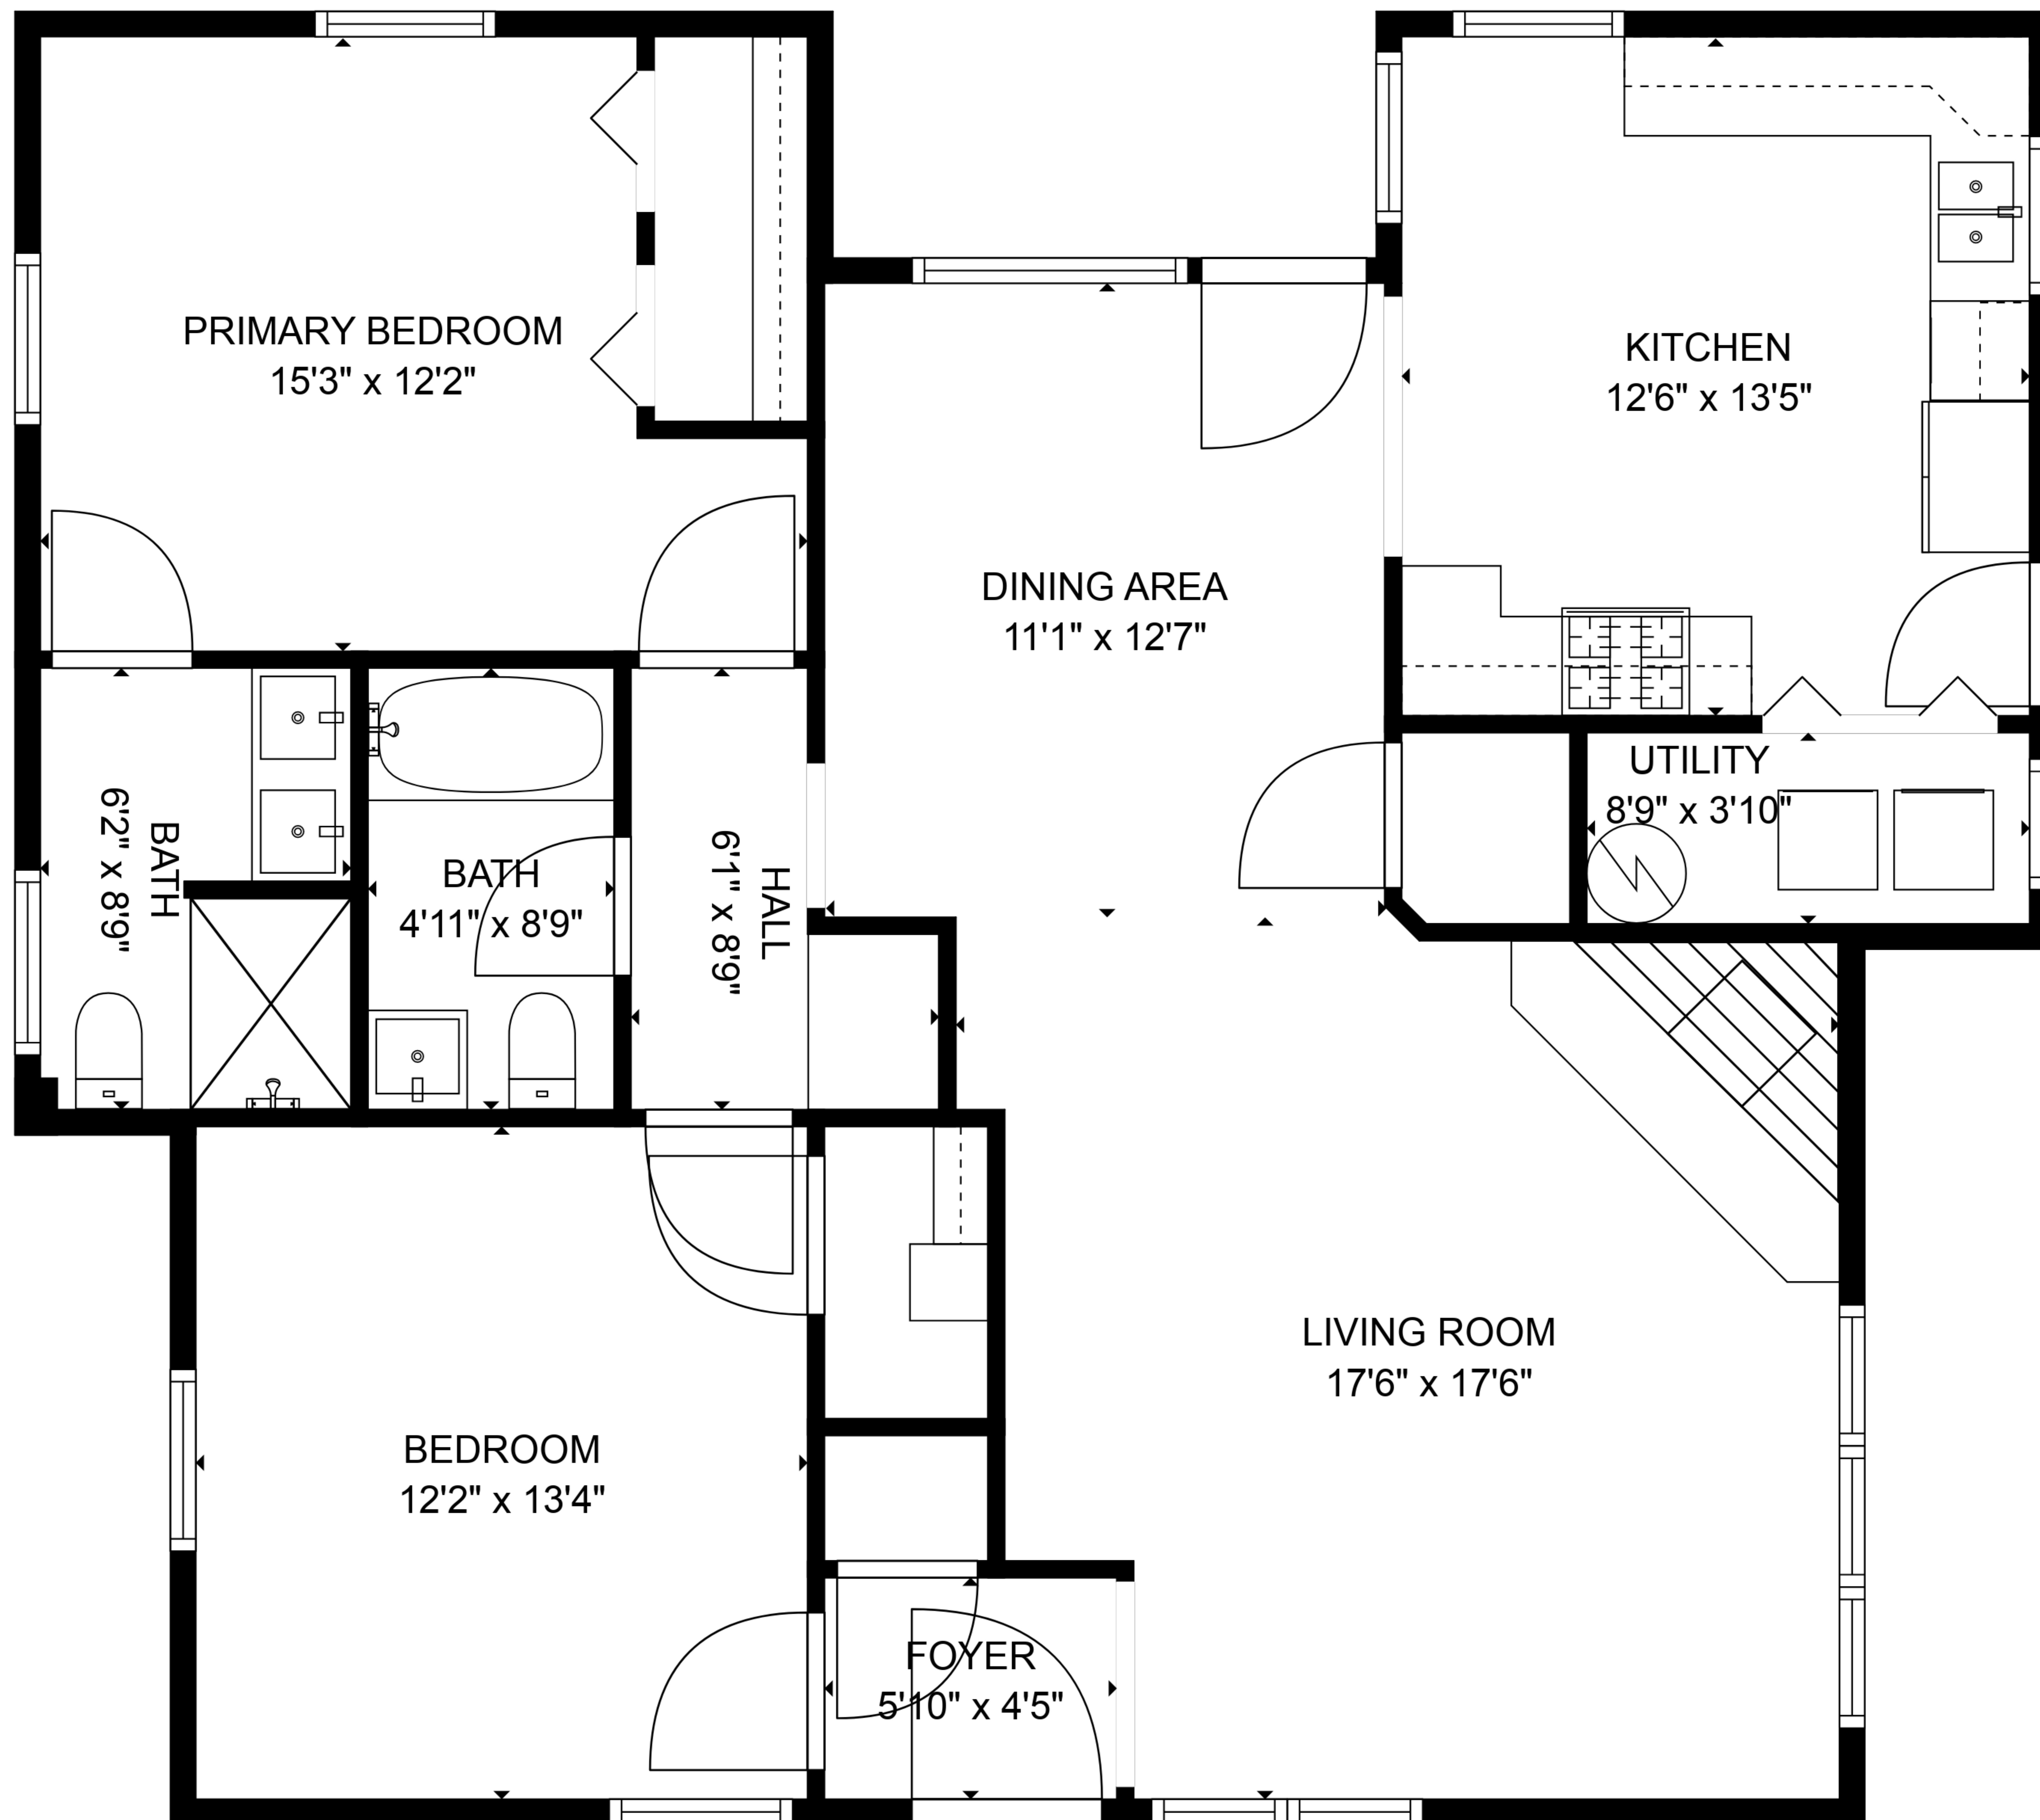 PRIMARY BEDROOM
15'3" x 12'2"
KITCHEN
12'6" x 13'5"
DINING AREA
11'1" x 12'7"
UTILITY
8'9" x 3'10"
BATH
6'2" x 8'9"
BATH
4'11" x 8'9"
HALL
6'1" x 8'9"
LIVING ROOM
17'6" x 17'6"
BEDROOM
12'2" x 13'4"
FOYER
5'10" x 4'5"